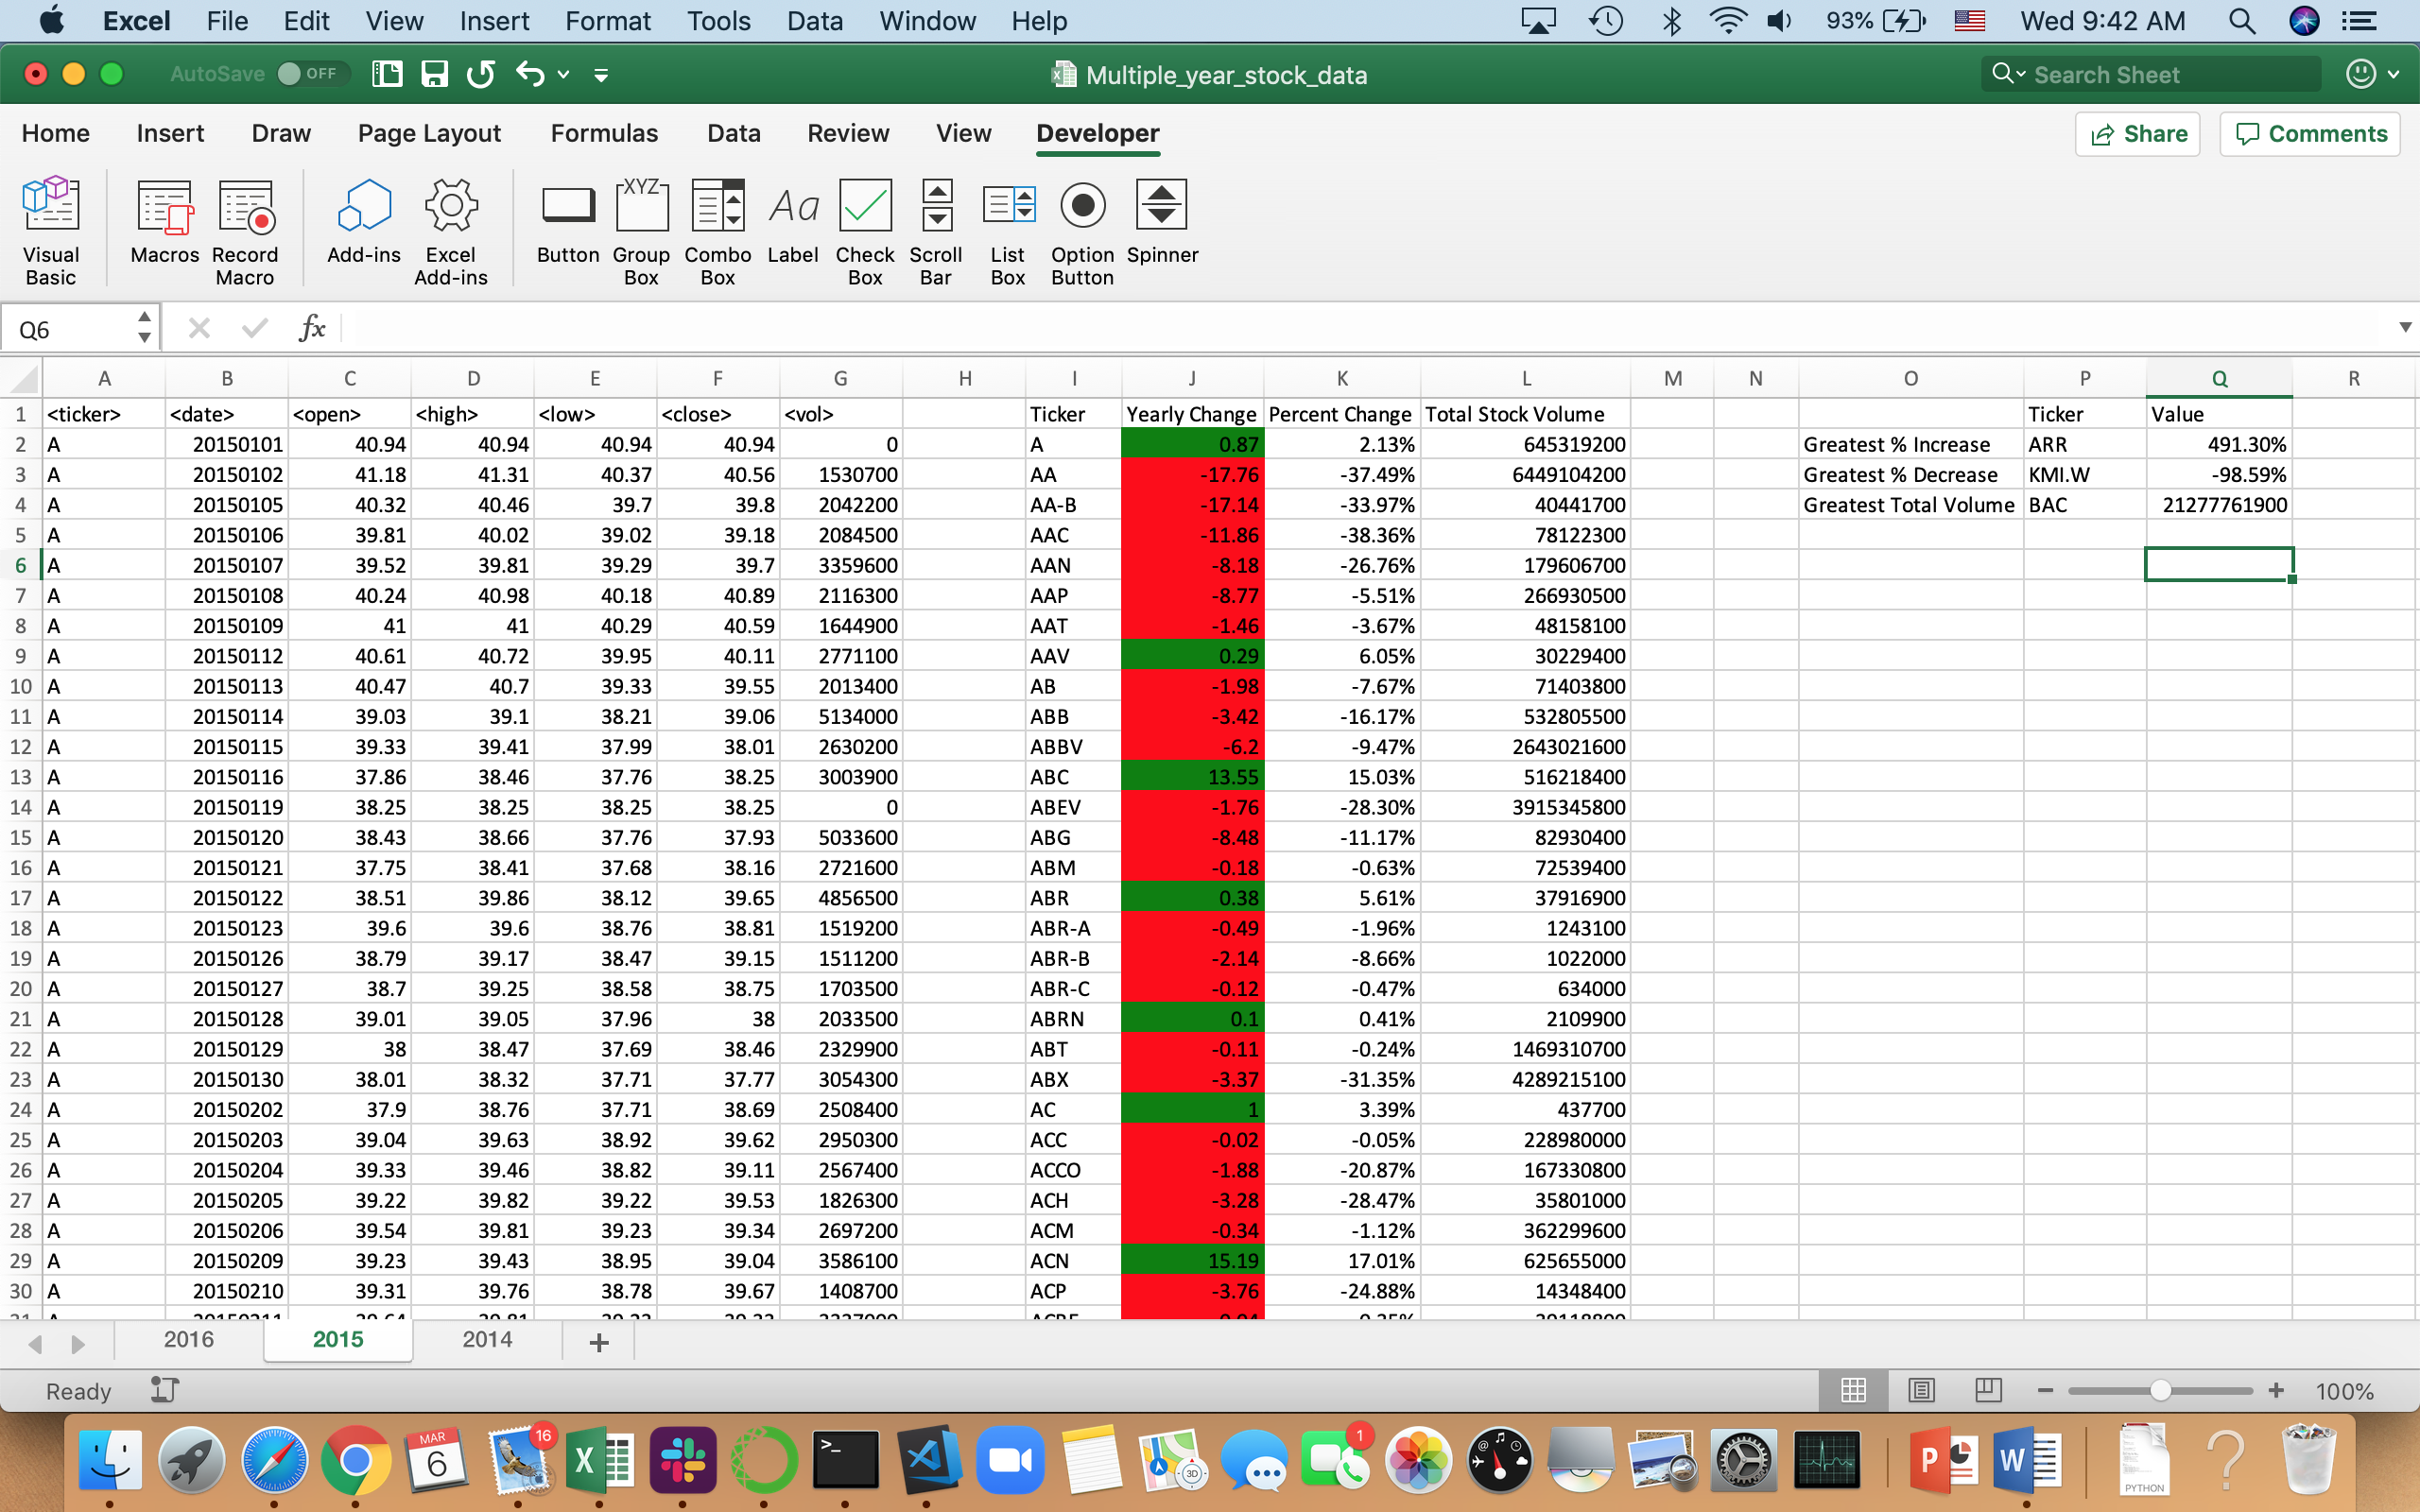 Excel File Edit View Insert Format Tools Data Window Help 93% Wed 9:42 AM
AutoSave OFF Multiple_year_stock_data Search Sheet
Home Insert Draw Page Layout Formulas Data Review View Developer Share Comments
XYZ Aa
Visual Basic Macros Record Macro Add-ins Excel Add-ins Button Group Box Combo Box Label Check Box Scroll Bar List Box Option Button Spinner
Q6 fx
A B C D E F G H I J K L M N O P Q R
1 <ticker> <date> <open> <high> <low> <close> <vol> Ticker Yearly Change Percent Change Total Stock Volume Ticker Value
2 A 20150101 40.94 40.94 40.94 40.94 0 A 0.87 2.13% 645319200 Greatest % Increase ARR 491.30%
3 A 20150102 41.18 41.31 40.37 40.56 1530700 AA -17.76 -37.49% 6449104200 Greatest % Decrease KMI.W -98.59%
4 A 20150105 40.32 40.46 39.7 39.8 2042200 AA-B -17.14 -33.97% 40441700 Greatest Total Volume BAC 21277761900
5 A 20150106 39.81 40.02 39.02 39.18 2084500 AAC -11.86 -38.36% 78122300
6 A 20150107 39.52 39.81 39.29 39.7 3359600 AAN -8.18 -26.76% 179606700
7 A 20150108 40.24 40.98 40.18 40.89 2116300 AAP -8.77 -5.51% 266930500
8 A 20150109 41 41 40.29 40.59 1644900 AAT -1.46 -3.67% 48158100
9 A 20150112 40.61 40.72 39.95 40.11 2771100 AAV 0.29 6.05% 30229400
10 A 20150113 40.47 40.7 39.33 39.55 2013400 AB -1.98 -7.67% 71403800
11 A 20150114 39.03 39.1 38.21 39.06 5134000 ABB -3.42 -16.17% 532805500
12 A 20150115 39.33 39.41 37.99 38.01 2630200 ABBV -6.2 -9.47% 2643021600
13 A 20150116 37.86 38.46 37.76 38.25 3003900 ABC 13.55 15.03% 516218400
14 A 20150119 38.25 38.25 38.25 38.25 0 ABEV -1.76 -28.30% 3915345800
15 A 20150120 38.43 38.66 37.76 37.93 5033600 ABG -8.48 -11.17% 82930400
16 A 20150121 37.75 38.41 37.68 38.16 2721600 ABM -0.18 -0.63% 72539400
17 A 20150122 38.51 39.86 38.12 39.65 4856500 ABR 0.38 5.61% 37916900
18 A 20150123 39.6 39.6 38.76 38.81 1519200 ABR-A -0.49 -1.96% 1243100
19 A 20150126 38.79 39.17 38.47 39.15 1511200 ABR-B -2.14 -8.66% 1022000
20 A 20150127 38.7 39.25 38.58 38.75 1703500 ABR-C -0.12 -0.47% 634000
21 A 20150128 39.01 39.05 37.96 38 2033500 ABRN 0.1 0.41% 2109900
22 A 20150129 38 38.47 37.69 38.46 2329900 ABT -0.11 -0.24% 1469310700
23 A 20150130 38.01 38.32 37.71 37.77 3054300 ABX -3.37 -31.35% 4289215100
24 A 20150202 37.9 38.76 37.71 38.69 2508400 AC 1 3.39% 437700
25 A 20150203 39.04 39.63 38.92 39.62 2950300 ACC -0.02 -0.05% 228980000
26 A 20150204 39.33 39.46 38.82 39.11 2567400 ACCO -1.88 -20.87% 167330800
27 A 20150205 39.22 39.82 39.22 39.53 1826300 ACH -3.28 -28.47% 35801000
28 A 20150206 39.54 39.81 39.23 39.34 2697200 ACM -0.34 -1.12% 362299600
29 A 20150209 39.23 39.43 38.95 39.04 3586100 ACN 15.19 17.01% 625655000
30 A 20150210 39.31 39.76 38.78 39.67 1408700 ACP -3.76 -24.88% 14348400
2016 2015 2014 +
Ready 100%
MAR 6 16 X >_ 3D 1 P W PYTHON